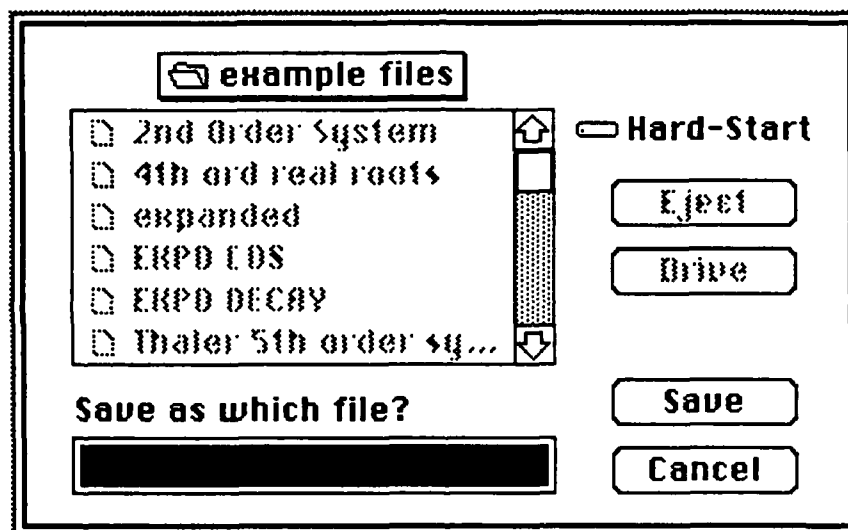 example files
2nd Order System
4th ord real roots
expanded
EXPD COS
EXPD DECAY
Thaler 5th order sy...
Save as which file?
Hard-Start
Eject
Drive
Save
Cancel